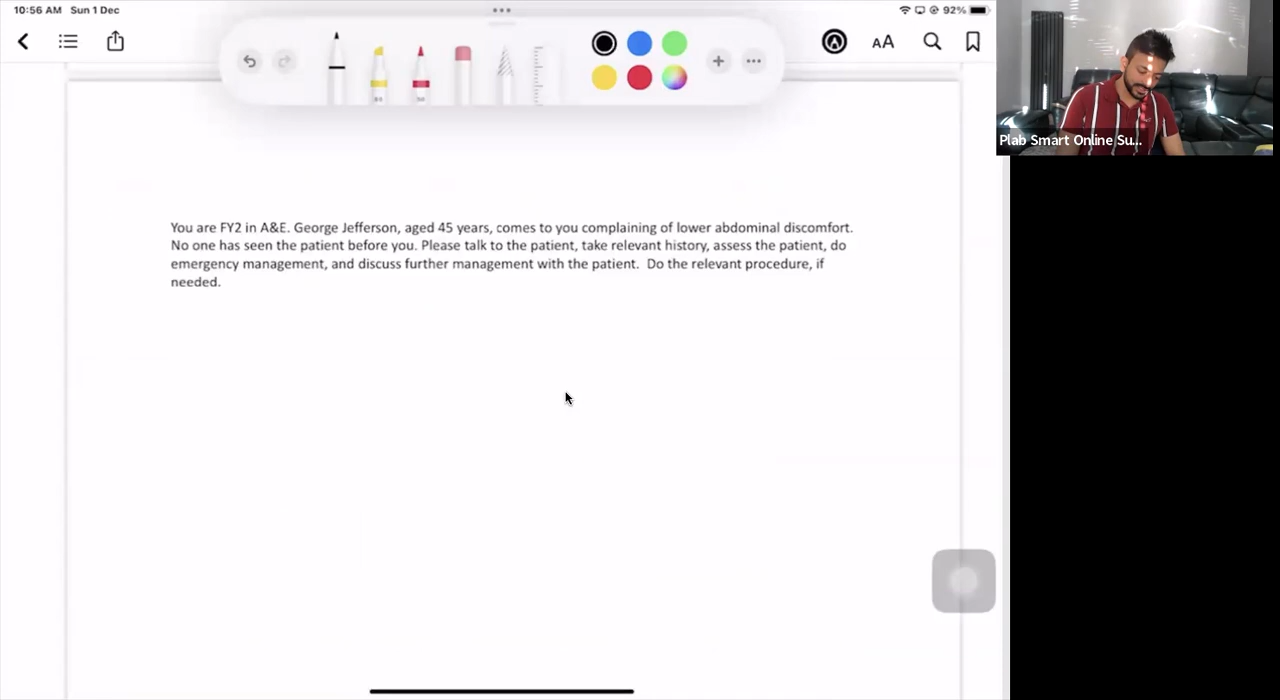 10:56 AM Sun 1 Dec
92%
AA
You are FY2 in A&E. George Jefferson, aged 45 years, comes to you complaining of lower abdominal discomfort.
No one has seen the patient before you. Please talk to the patient, take relevant history, assess the patient, do
emergency management, and discuss further management with the patient. Do the relevant procedure, if
needed.
Plab Smart Online Su...